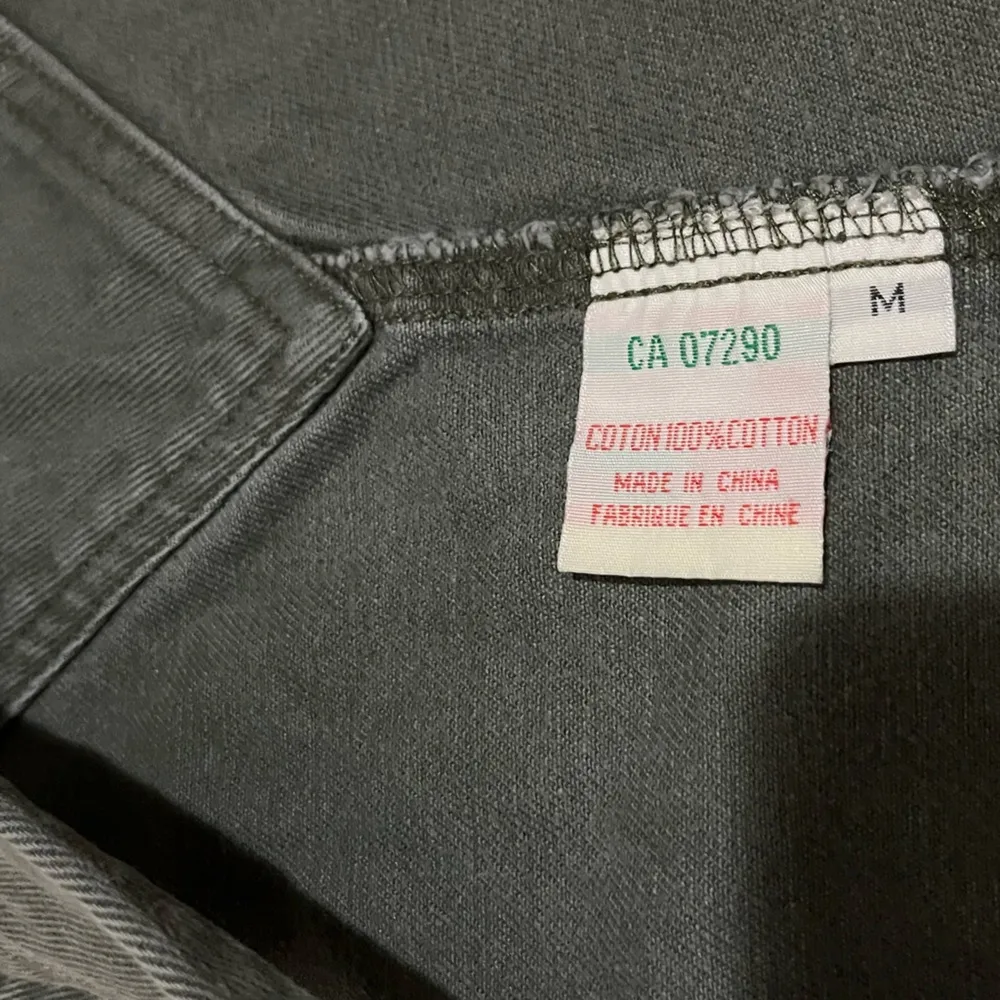 M
CA 07290
COTON 100% COTTON
MADE IN CHINA
FABRIQUE EN CHINE